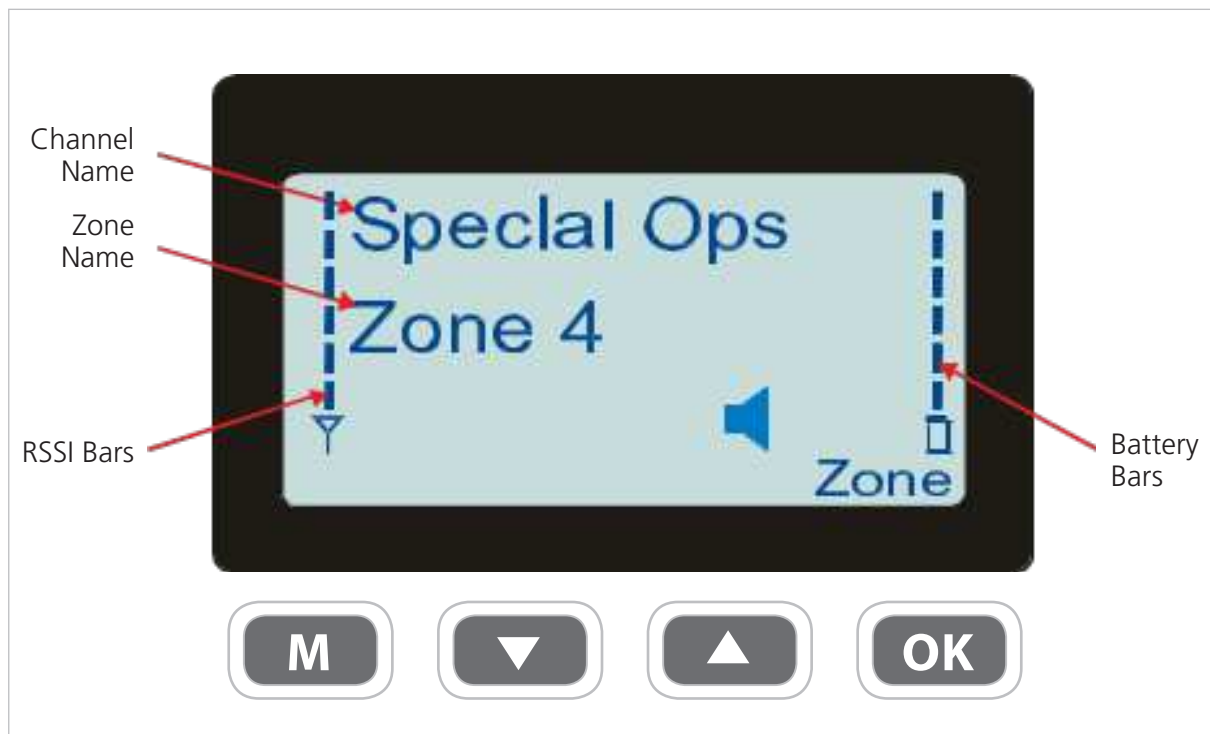 Channel
Name
Zone
Name
RSSI Bars
Speclal Ops
Zone 4
Zone
Battery
Bars
M
OK